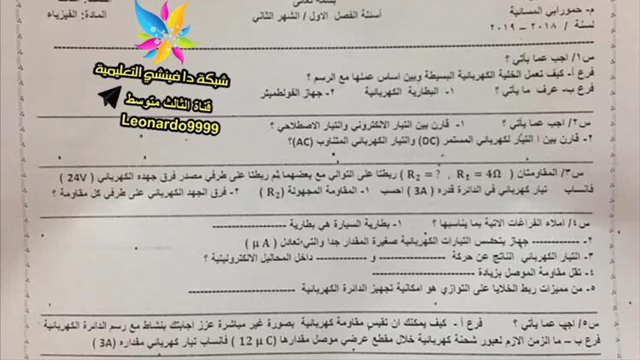 بسمه تعالى
م- حمورابي المسائية
أسئلة الفصل الاول / الشهر الثاني
المادة: الفيزياء
لسنة / ٢٠١٨ – ٢٠١٩
شبكة دا فينشي التعليمية
قناة الثالث متوسط
Leonardo9999
س١/ اجب عما يأتي ؟
فرع أ- كيف تعمل الخلية الكهربائية البسيطة وبين اساس عملها مع الرسم ؟
فرع ب- عرف ما يأتي ؟ ١- البطارية الكهربائية ٢- جهاز الفولطميتر
س٢/ اجب عما يأتي ؟ ١- قارن بين التيار الالكتروني والتيار الاصطلاحي ؟
٢- قارن بين التيار لكهربائي المستمر (DC) والتيار الكهربائي المتناوب (AC)؟
س٣/ المقاومتان ( R2 = ? , R1 = 4Ω ) ربطتا على التوالي مع بعضهما ثم ربطتا على طرفي مصدر فرق جهده الكهربائي ( 24V )
فانساب تيار كهربائي في الدائرة قدره ( 3A ) احسب ١- المقاومة المجهولة (R2) ٢- فرق الجهد الكهربائي على طرفي كل مقاومة ؟
س٤/ املاء الفراغات الاتية بما يناسبها ؟ ١- بطارية السيارة هي بطارية --------------
٢- -------------- جهاز يتحسس التيارات الكهربائية صغيرة المقدار جدا والتي تعادل ( μ A )
٣- التيار الكهربائي الناتج عن حركة -------------- و -------------- داخل المحاليل الالكترولينية ؟
٤- تقل مقاومة الموصل بزيادة --------------
٥- من مميزات ربط الخلايا على التوازي هو امكانية تجهيز الدائرة الكهربائية --------------
س٥/ اجب عما يأتي ؟ فرع أ - كيف يمكنك ان تقيس مقاومة كهربائية بصورة غير مباشرة عزز اجابتك بنشاط مع رسم الدائرة الكهربائية
فرع ب – ما الزمن الازم لعبور شحنة كهربائية خلال مقطع عرضي موصل مقدارها ( 12 μ C ) فانساب تيار كهربائي مقداره (3A)